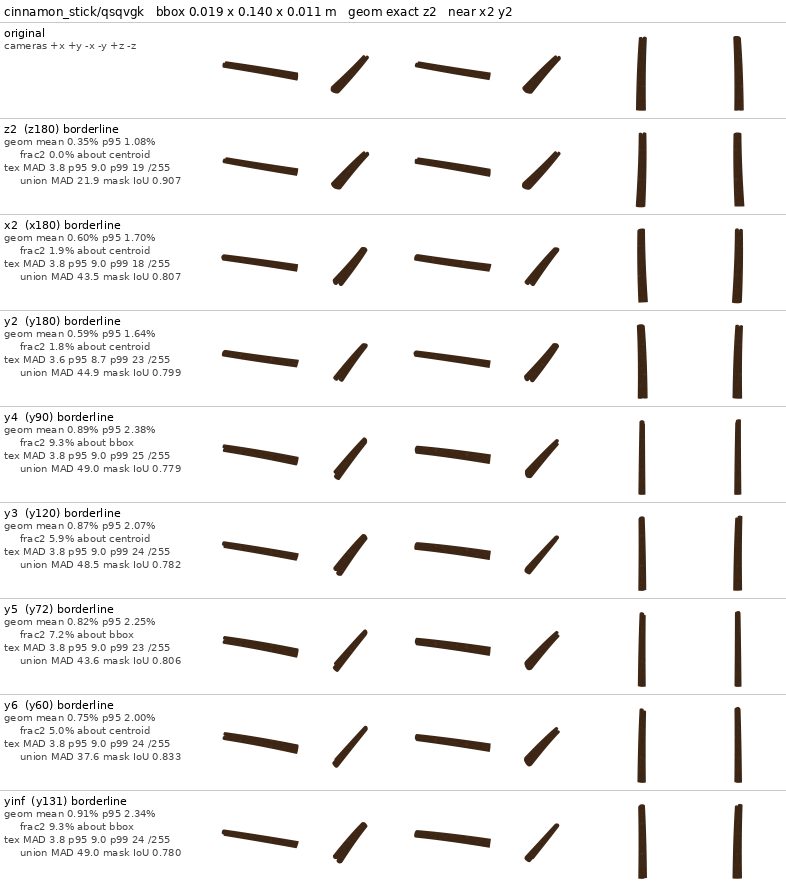 cinnamon_stick/qsqvgk   bbox 0.019 x 0.140 x 0.011 m   geom exact z2   near x2 y2
original
cameras +x +y -x -y +z -z
z2  (z180) borderline
geom mean 0.35% p95 1.08%
frac2 0.0% about centroid
tex MAD 3.8 p95 9.0 p99 19 /255
union MAD 21.9 mask IoU 0.907
x2  (x180) borderline
geom mean 0.60% p95 1.70%
frac2 1.9% about centroid
tex MAD 3.8 p95 9.0 p99 18 /255
union MAD 43.5 mask IoU 0.807
y2  (y180) borderline
geom mean 0.59% p95 1.64%
frac2 1.8% about centroid
tex MAD 3.6 p95 8.7 p99 23 /255
union MAD 44.9 mask IoU 0.799
y4  (y90) borderline
geom mean 0.89% p95 2.38%
frac2 9.3% about bbox
tex MAD 3.8 p95 9.0 p99 25 /255
union MAD 49.0 mask IoU 0.779
y3  (y120) borderline
geom mean 0.87% p95 2.07%
frac2 5.9% about centroid
tex MAD 3.8 p95 9.0 p99 24 /255
union MAD 48.5 mask IoU 0.782
y5  (y72) borderline
geom mean 0.82% p95 2.25%
frac2 7.2% about bbox
tex MAD 3.8 p95 9.0 p99 23 /255
union MAD 43.6 mask IoU 0.806
y6  (y60) borderline
geom mean 0.75% p95 2.00%
frac2 5.0% about centroid
tex MAD 3.8 p95 9.0 p99 24 /255
union MAD 37.6 mask IoU 0.833
yinf  (y131) borderline
geom mean 0.91% p95 2.34%
frac2 9.3% about bbox
tex MAD 3.8 p95 9.0 p99 24 /255
union MAD 49.0 mask IoU 0.780